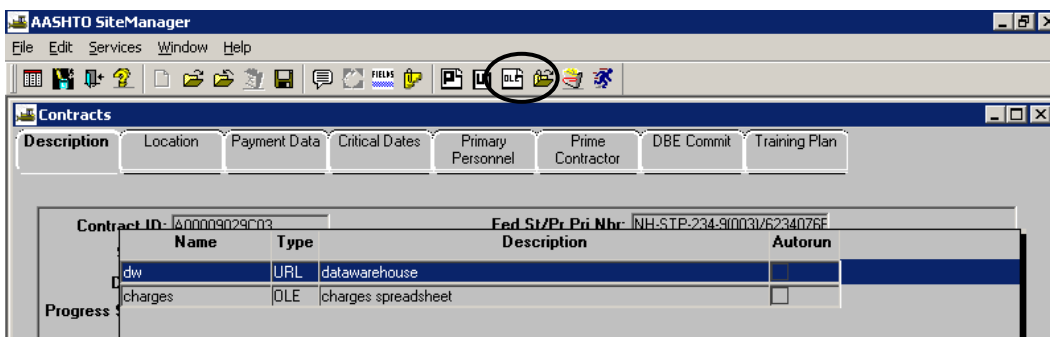 AASHTO SiteManager
File Edit Services Window Help
FIELDS OLE
Contracts
Description Location Payment Data Critical Dates Primary Personnel Prime Contractor DBE Commit Training Plan
Contract ID: A00009029C03 Fed St/Pr Prj Nbr: NH-STP-234-9(003)/6234076F
Name Type Description Autorun
dw URL datawarehouse
charges OLE charges spreadsheet
Progress